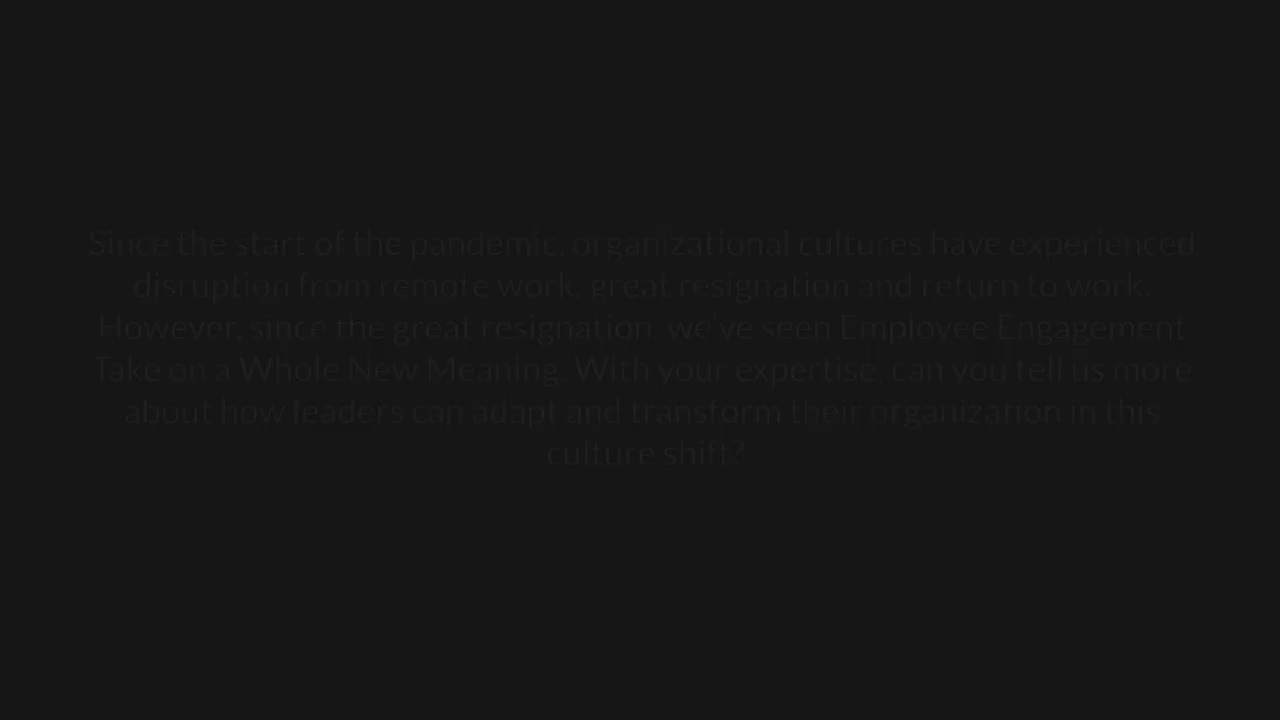 Since the start of the pandemic, organizational cultures have experienced
disruption from remote work, great resignation and return to work.
However, since the great resignation, we've seen Employee Engagement
Take on a Whole New Meaning. With your expertise, can you tell us more
about how leaders can adapt and transform their organization in this
culture shift?